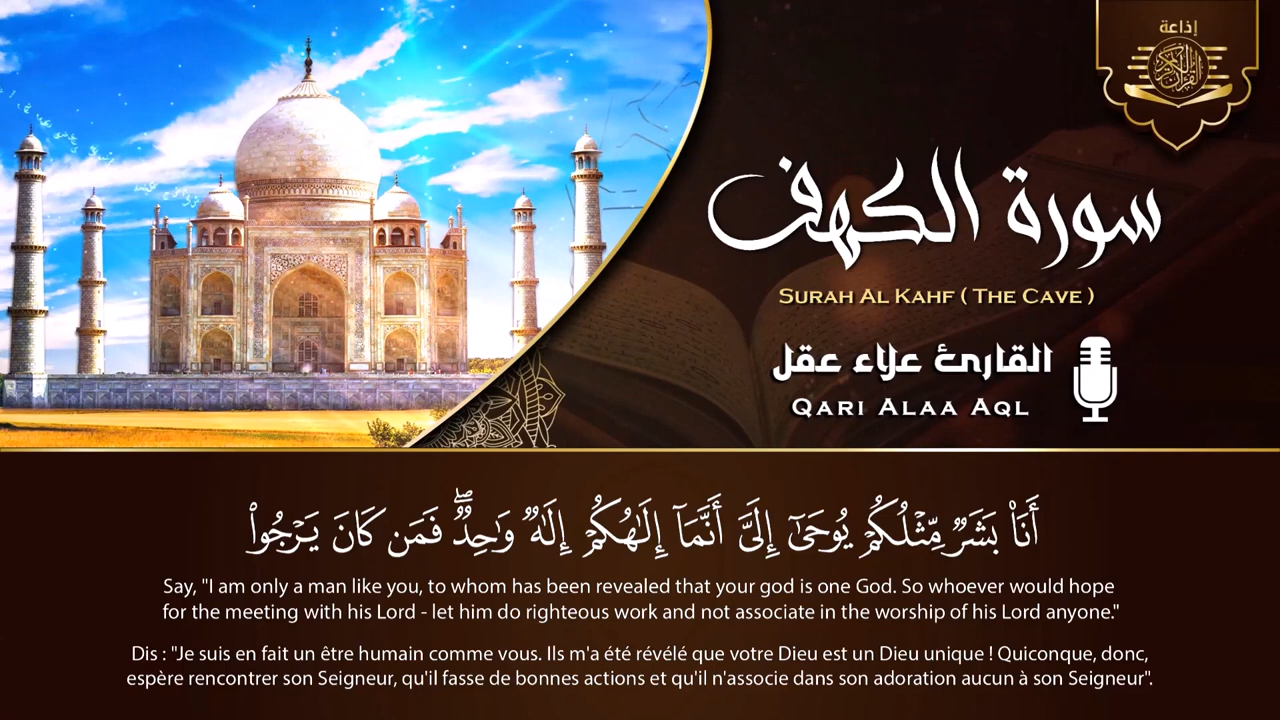 إذاعة
القرآن الكريم
سورة الكهف
SURAH AL KAHF ( THE CAVE )
القارئ علاء عقل
QARI ALAA AQL
أَنَا۠ بَشَرٌ مِّثْلُكُمْ يُوحَىٰٓ إِلَىَّ أَنَّمَآ إِلَـٰهُكُمْ إِلَـٰهٌ وَٰحِدٌ ۖ فَمَن كَانَ يَرْجُوا۟
Say, "I am only a man like you, to whom has been revealed that your god is one God. So whoever would hope
for the meeting with his Lord - let him do righteous work and not associate in the worship of his Lord anyone."
Dis : "Je suis en fait un être humain comme vous. Ils m'a été révélé que votre Dieu est un Dieu unique ! Quiconque, donc,
espère rencontrer son Seigneur, qu'il fasse de bonnes actions et qu'il n'associe dans son adoration aucun à son Seigneur".